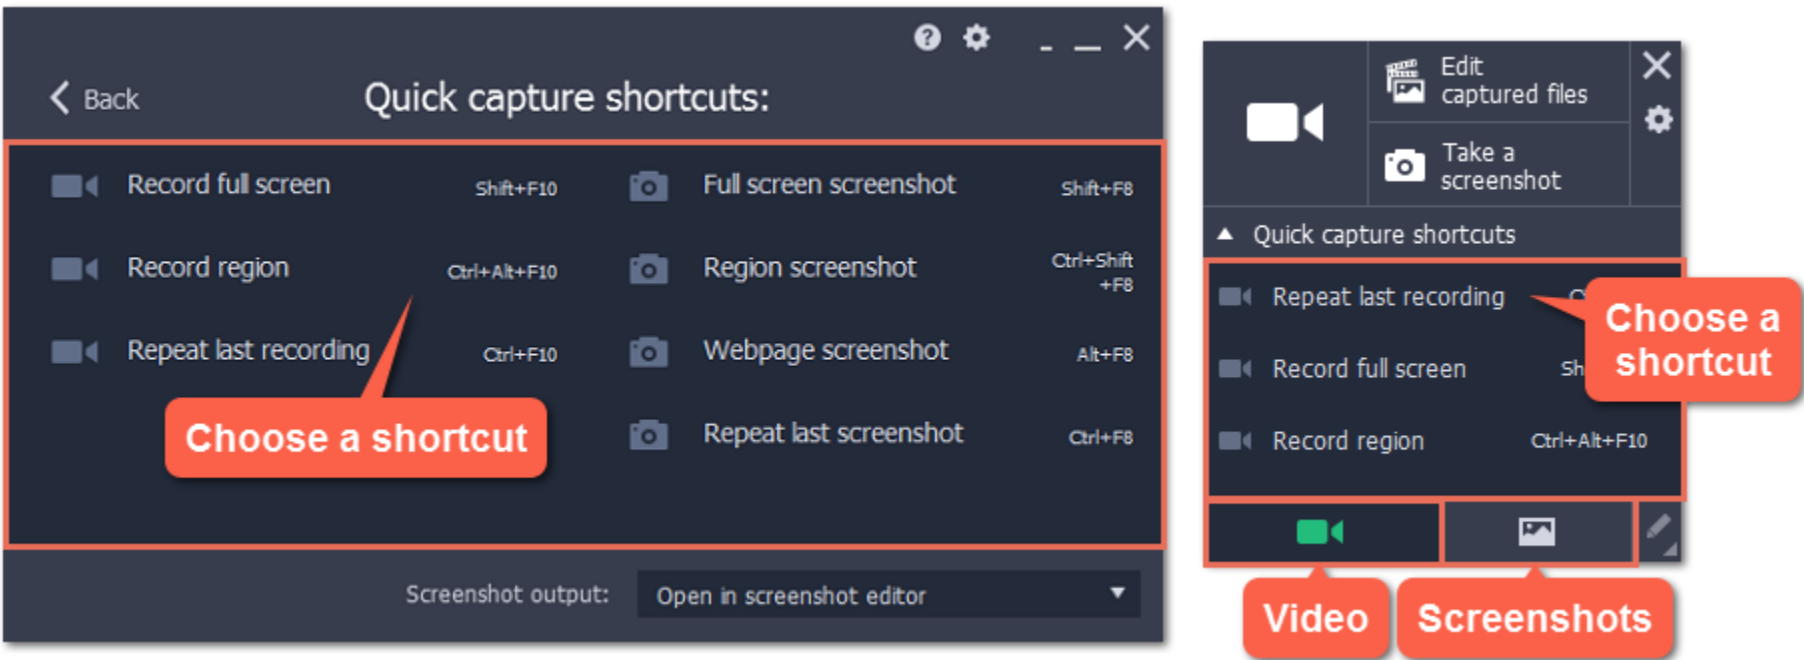 Back
Quick capture shortcuts:
Record full screen
Shift+F10
Full screen screenshot
Shift+F8
Record region
Ctrl+Alt+F10
Region screenshot
Ctrl+Shift
+F8
Repeat last recording
Ctrl+F10
Webpage screenshot
Alt+F8
Choose a shortcut
Repeat last screenshot
Ctrl+F8
Screenshot output:
Open in screenshot editor
Edit
captured files
Take a
screenshot
Quick capture shortcuts
Repeat last recording
Choose a
shortcut
Record full screen
Sh
Record region
Ctrl+Alt+F10
Video
Screenshots